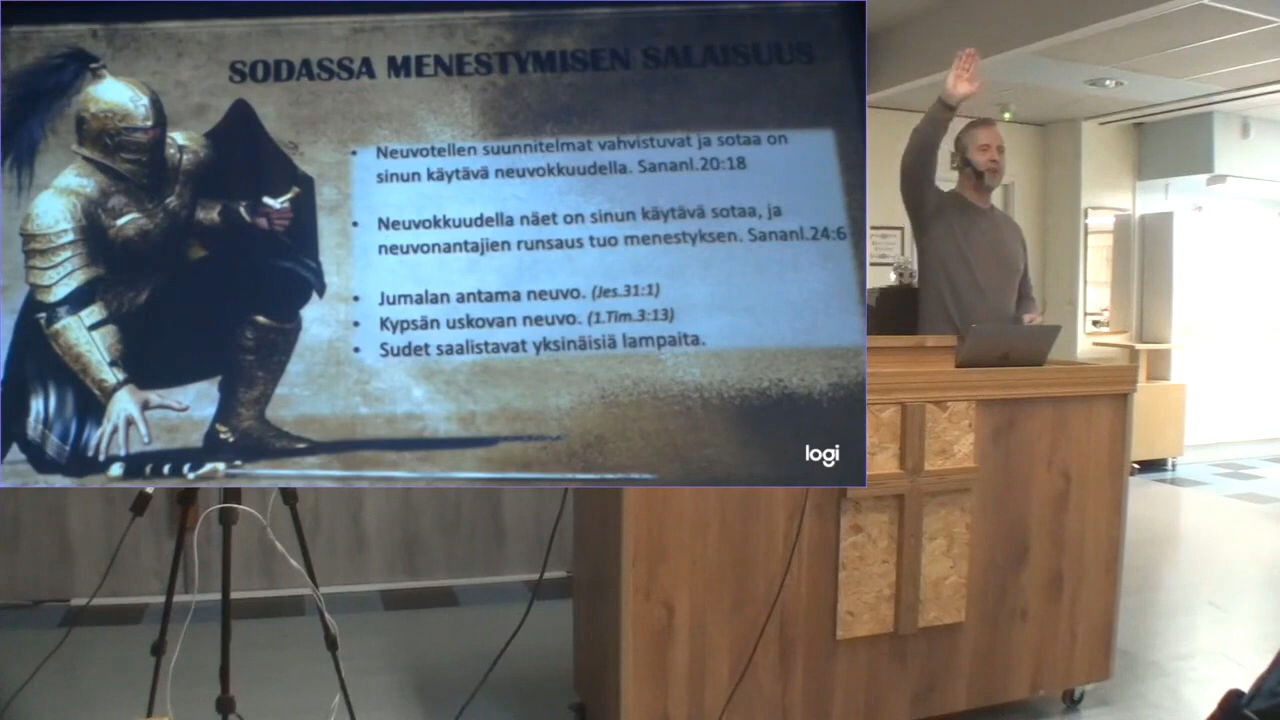 SODASSA MENESTYMISEN SALAISUUS
• Neuvotellen suunnitelmat vahvistuvat ja sotaa on
sinun käytävä neuvokkuudella. Sananl.20:18
• Neuvokkuudella näet on sinun käytävä sotaa, ja
neuvonantajien runsaus tuo menestyksen. Sananl.24:6
• Jumalan antama neuvo. (Jes.31:1)
• Kypsän uskovan neuvo. (1.Tim.3:13)
• Sudet saalistavat yksinäisiä lampaita.
logi